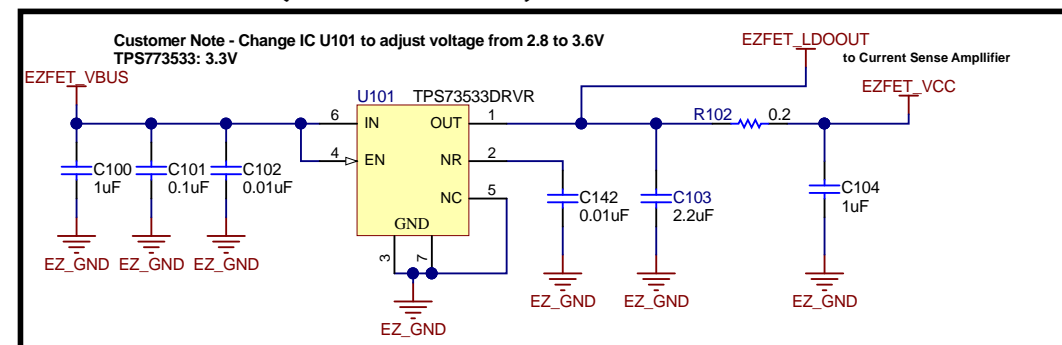 Customer Note - Change IC U101 to adjust voltage from 2.8 to 3.6V
TPS773533: 3.3V
EZFET_LDOOUT
to Current Sense Ampllifier
EZFET_VBUS
EZFET_VCC
U101 TPS73533DRVR
R102 0.2
6 IN OUT 1
4 EN NR 2
NC 5
GND
3 7
C100
1uF
C101
0.1uF
C102
0.01uF
C142
0.01uF
C103
2.2uF
C104
1uF
EZ_GND EZ_GND EZ_GND
EZ_GND
EZ_GND EZ_GND EZ_GND